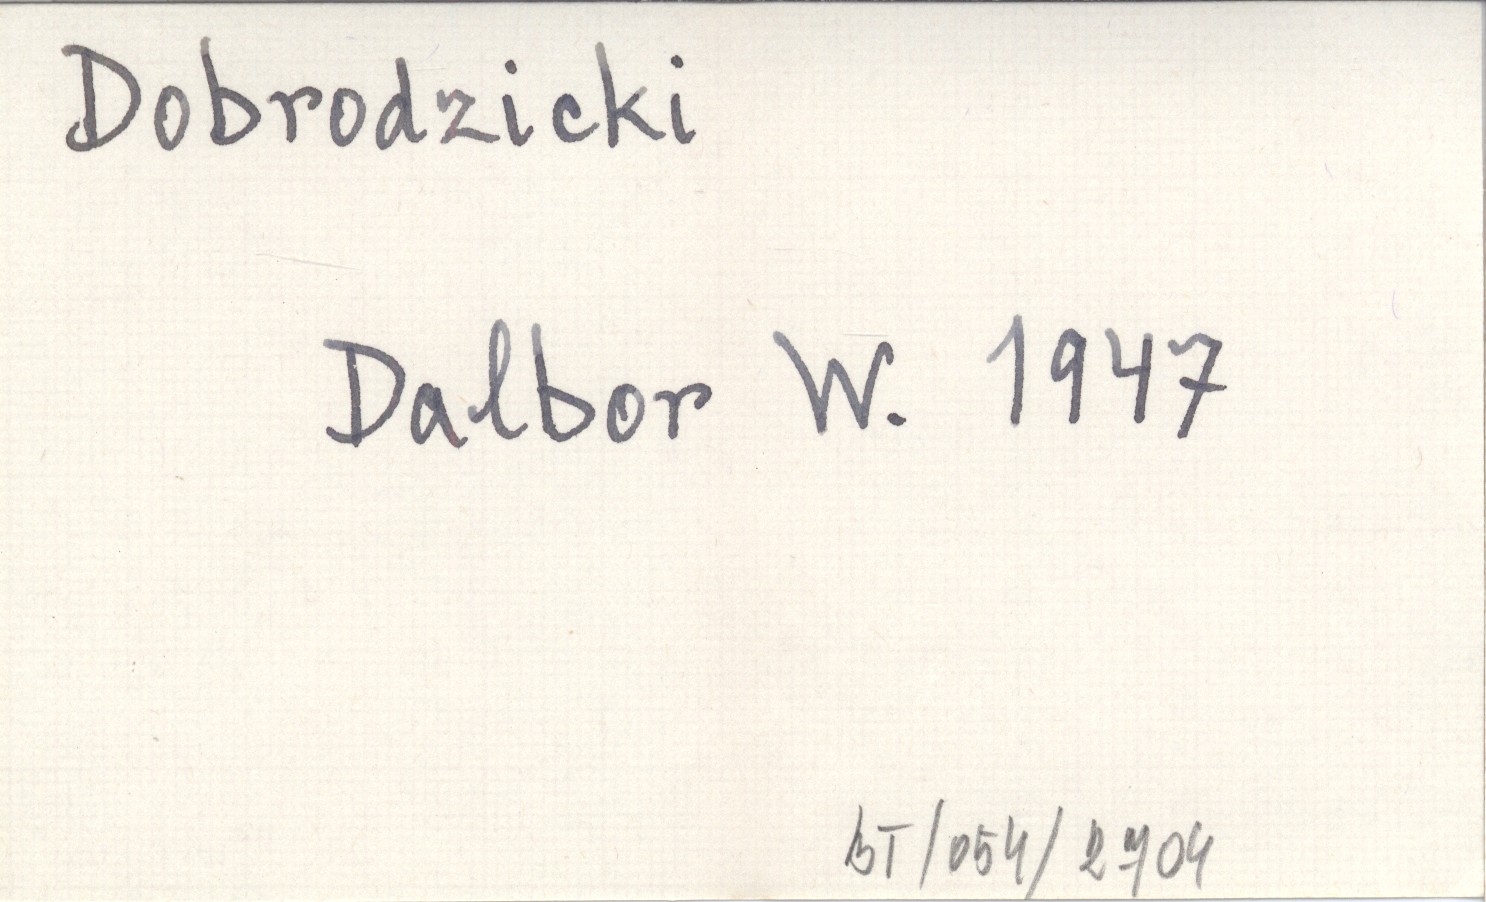 Dobrodzicki
Dalbor W. 1947
BT/054/2704